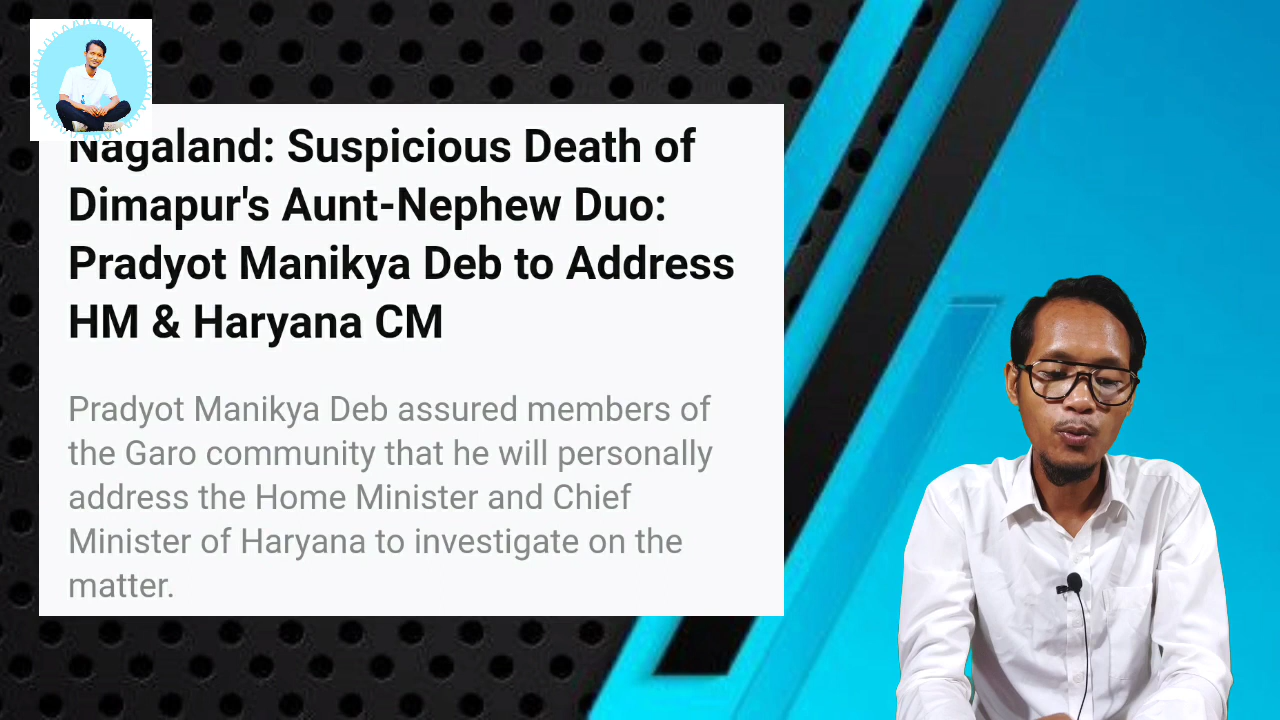 Nagaland: Suspicious Death of
Dimapur's Aunt-Nephew Duo:
Pradyot Manikya Deb to Address
HM & Haryana CM
Pradyot Manikya Deb assured members of
the Garo community that he will personally
address the Home Minister and Chief
Minister of Haryana to investigate on the
matter.